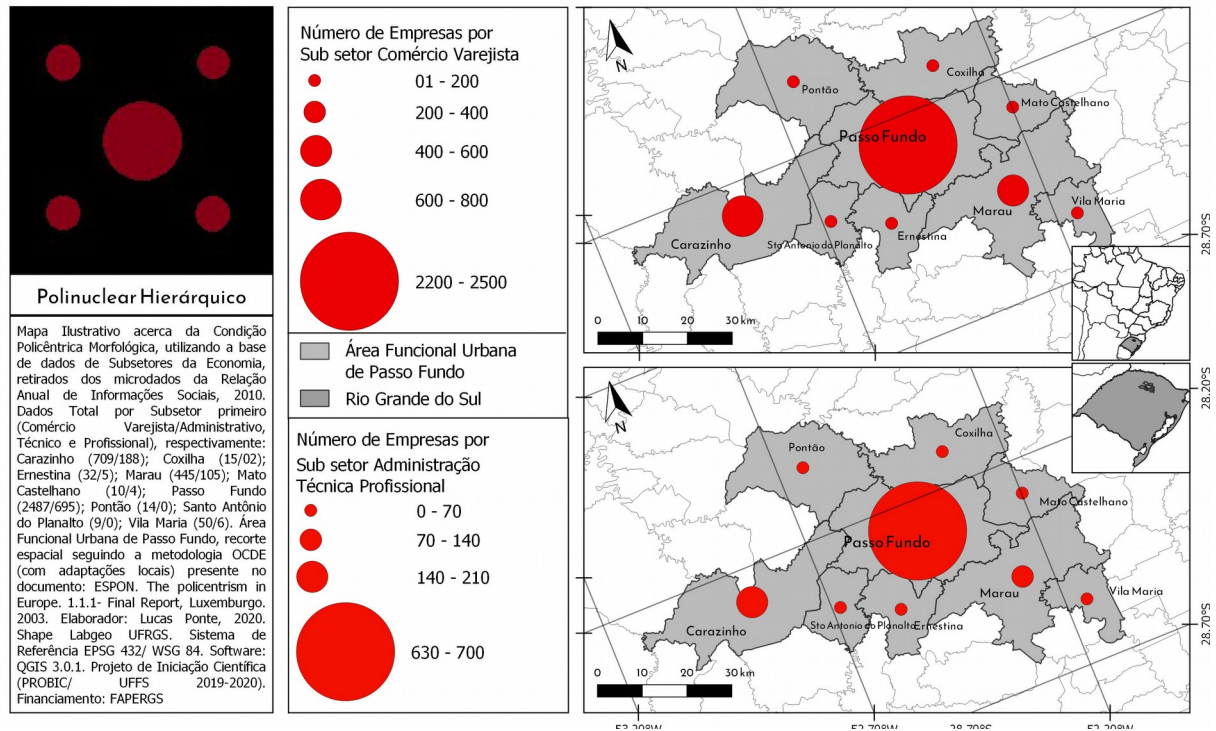 Polinuclear Hierárquico
Mapa Ilustrativo acerca da Condição
Policêntrica Morfológica, utilizando a base
de dados de Subsetores da Economia,
retirados dos microdados da Relação
Anual de Informações Sociais, 2010.
Dados Total por Subsetor primeiro
(Comércio Varejista/Administrativo,
Técnico e Profissional), respectivamente:
Carazinho (709/188); Coxilha (15/02);
Ernestina (32/5); Marau (445/105); Mato
Castelhano (10/4); Passo Fundo
(2487/695); Pontão (14/0); Santo Antônio
do Planalto (9/0); Vila Maria (50/6). Área
Funcional Urbana de Passo Fundo, recorte
espacial seguindo a metodologia OCDE
(com adaptações locais) presente no
documento: ESPON. The policentrism in
Europe. 1.1.1- Final Report, Luxemburgo.
2003. Elaborador: Lucas Ponte, 2020.
Shape Labgeo UFRGS. Sistema de
Referência EPSG 432/ WSG 84. Software:
QGIS 3.0.1. Projeto de Iniciação Científica
(PROBIC/ UFFS 2019-2020).
Financiamento: FAPERGS
Número de Empresas por
Sub setor Comércio Varejista
01 - 200
200 - 400
400 - 600
600 - 800
2200 - 2500
Área Funcional Urbana
de Passo Fundo
Rio Grande do Sul
Número de Empresas por
Sub setor Administração
Técnica Profissional
0 - 70
70 - 140
140 - 210
630 - 700
N
Coxilha
Pontão
Mato Castelhano
Passo Fundo
Vila Maria
Marau
Ernestina
Carazinho
Sto Antonio do Planalto
0 10 20 30 km
28.70°S
N
Coxilha
Pontão
Mato Castelhano
Passo Fundo
Marau
Vila Maria
Sto Antonio do Planalto
Ernestina
Carazinho
0 10 20 30 km
28.20°S
28.70°S
53.20°W
52.70°W
28.70°S
52.20°W